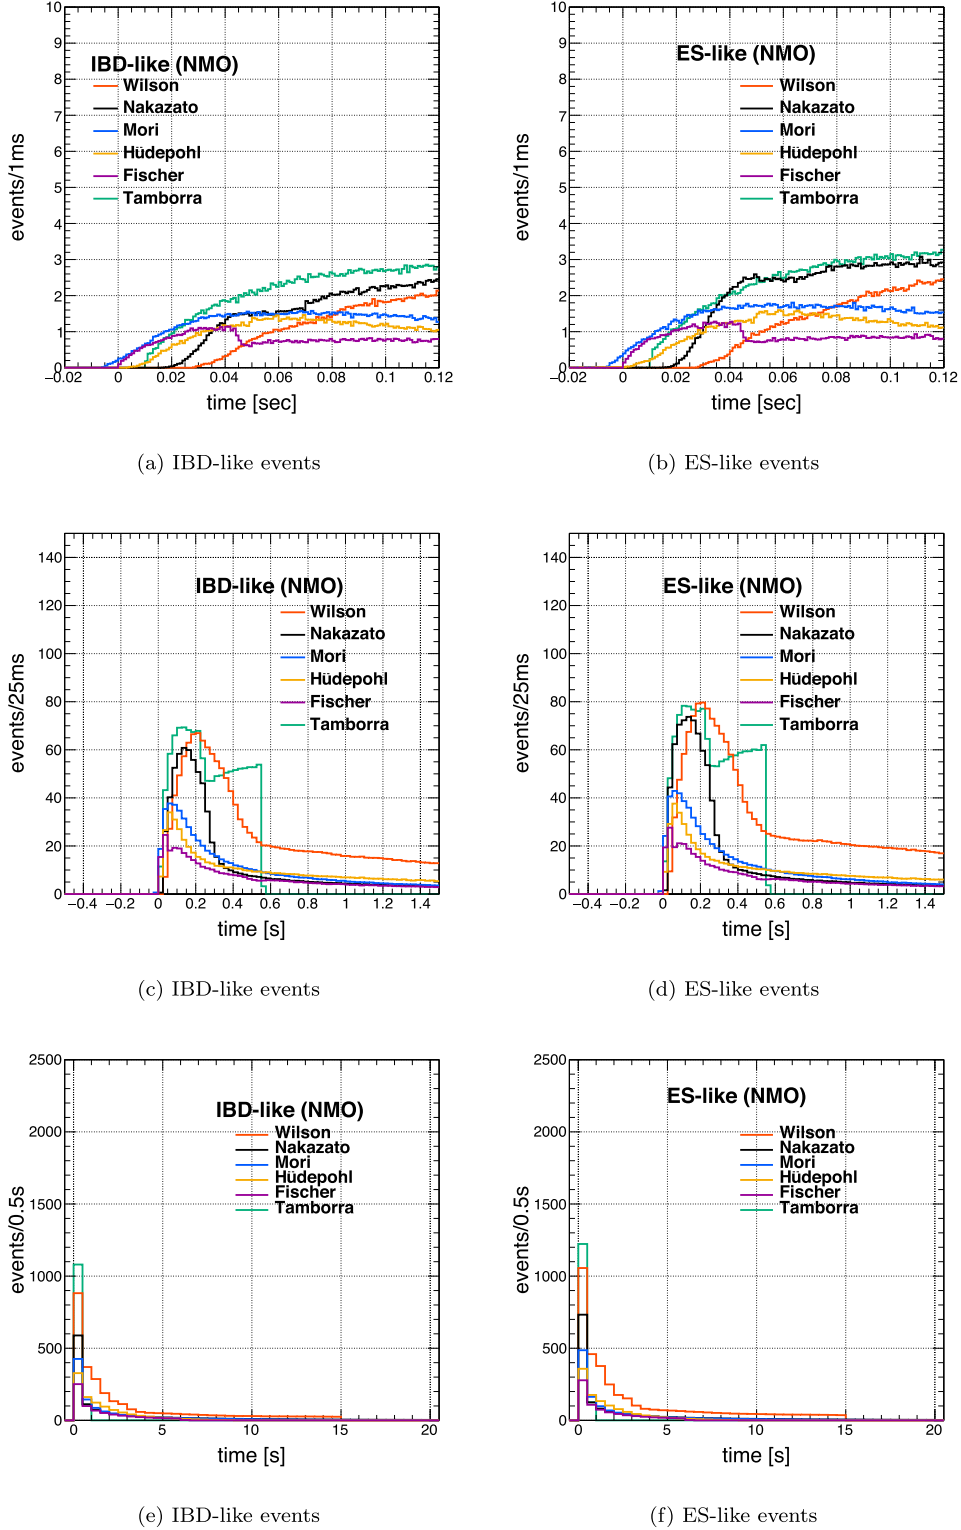 10
9
8
7
6
5
4
3
2
1
0
events/1ms
IBD-like (NMO)
Wilson
Nakazato
Mori
Hüdepohl
Fischer
Tamborra
−0.02 0 0.02 0.04 0.06 0.08 0.1 0.12
time [sec]
(a) IBD-like events
10
9
8
7
6
5
4
3
2
1
0
events/1ms
ES-like (NMO)
Wilson
Nakazato
Mori
Hüdepohl
Fischer
Tamborra
−0.02 0 0.02 0.04 0.06 0.08 0.1 0.12
time [sec]
(b) ES-like events
140
120
100
80
60
40
20
0
events/25ms
IBD-like (NMO)
Wilson
Nakazato
Mori
Hüdepohl
Fischer
Tamborra
−0.4 −0.2 0 0.2 0.4 0.6 0.8 1 1.2 1.4
time [s]
(c) IBD-like events
140
120
100
80
60
40
20
0
events/25ms
ES-like (NMO)
Wilson
Nakazato
Mori
Hüdepohl
Fischer
Tamborra
−0.4 −0.2 0 0.2 0.4 0.6 0.8 1 1.2 1.4
time [s]
(d) ES-like events
2500
2000
1500
1000
500
0
events/0.5s
IBD-like (NMO)
Wilson
Nakazato
Mori
Hüdepohl
Fischer
Tamborra
0 5 10 15 20
time [s]
(e) IBD-like events
2500
2000
1500
1000
500
0
events/0.5s
ES-like (NMO)
Wilson
Nakazato
Mori
Hüdepohl
Fischer
Tamborra
0 5 10 15 20
time [s]
(f) ES-like events